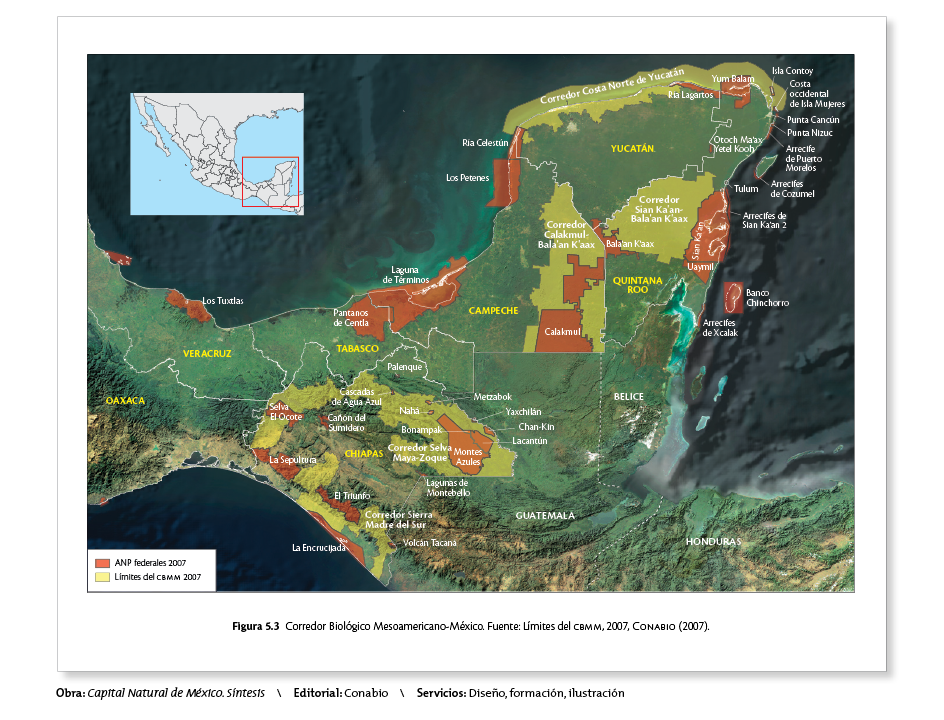 Corredor Costa Norte de Yucatán
Yum Balam
Isla Contoy
Costa
occidental
de Isla Mujeres
Ría Lagartos
Punta Cancún
Punta Nizuc
Ría Celestún
YUCATÁN
Otoch Ma'ax
Yetel Kooh
Arrecife
de Puerto
Morelos
Los Petenes
Tulum
Arrecifes
de Cozumel
Corredor
Sian Ka'an-
Bala'an K'aax
Arrecifes de
Sian Ka'an 2
Corredor
Calakmul-
Bala'an K'aax
Sian Ka'an
Bala'an K'aax
Uaymil
Laguna
de Términos
QUINTANA
ROO
Banco
Chinchorro
Los Tuxtlas
Pantanos
de Centla
CAMPECHE
Calakmul
Arrecifes
de Xcalak
VERACRUZ
TABASCO
Palenque
OAXACA
Cascadas
de Agua Azul
Metzabok
BELICE
Selva
El Ocote
Nahá
Yaxchilán
Cañón del
Sumidero
Bonampak
Chan-Kin
Lacantún
CHIAPAS
Corredor Selva
Maya-Zoque
Montes
Azules
La Sepultura
Lagunas de
Montebello
El Triunfo
Corredor Sierra
Madre del Sur
GUATEMALA
La Encrucijada
Volcán Tacaná
HONDURAS
ANP federales 2007
Límites del CBMM 2007
Figura 5.3 Corredor Biológico Mesoamericano-México. Fuente: Límites del CBMM, 2007, CONABIO (2007).
Obra: Capital Natural de México. Síntesis \ Editorial: Conabio \ Servicios: Diseño, formación, ilustración